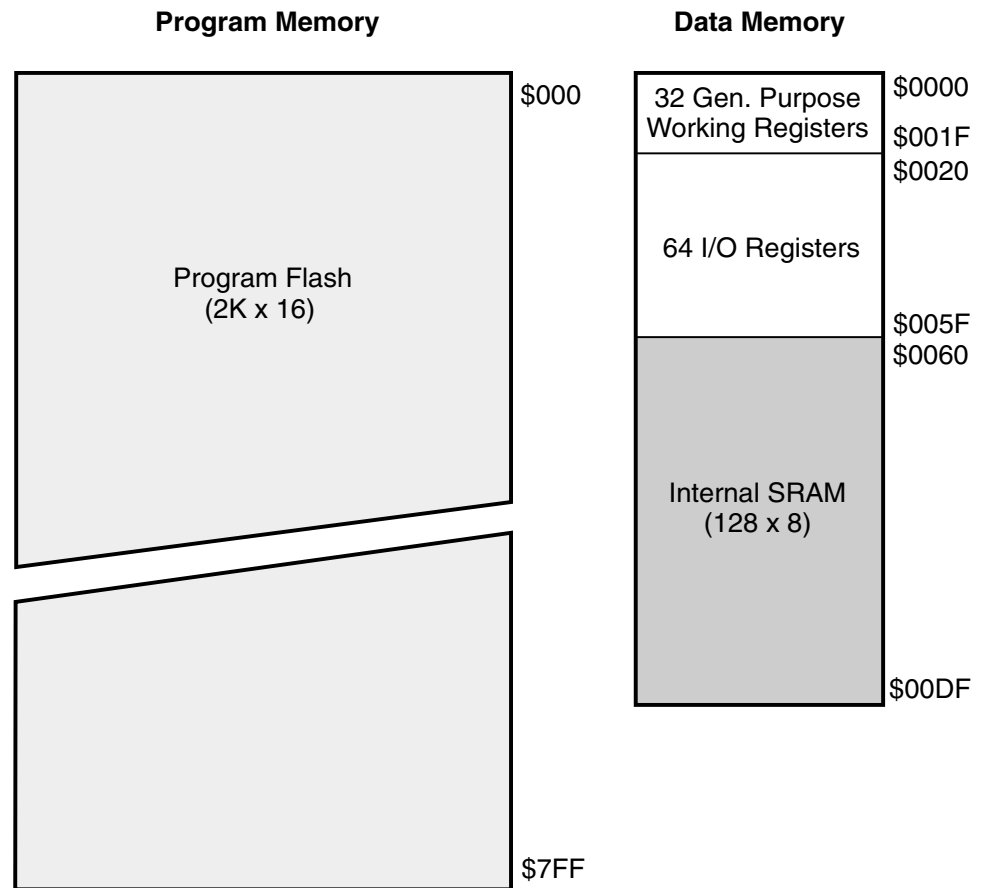 Program Memory
$000
Program Flash
(2K x 16)
$7FF
Data Memory
32 Gen. Purpose
Working Registers
$0000
$001F
$0020
64 I/O Registers
$005F
$0060
Internal SRAM
(128 x 8)
$00DF